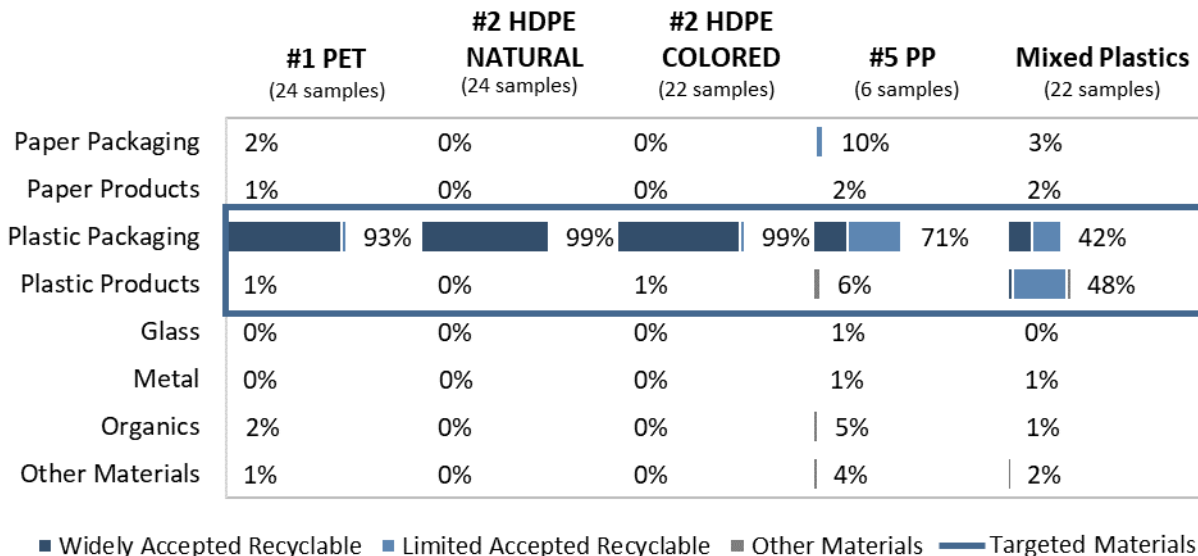 #1 PET
(24 samples)
#2 HDPE
NATURAL
(24 samples)
#2 HDPE
COLORED
(22 samples)
#5 PP
(6 samples)
Mixed Plastics
(22 samples)
Paper Packaging 2% 0% 0% 10% 3%
Paper Products 1% 0% 0% 2% 2%
Plastic Packaging 93% 99% 99% 71% 42%
Plastic Products 1% 0% 1% 6% 48%
Glass 0% 0% 0% 1% 0%
Metal 0% 0% 0% 1% 1%
Organics 2% 0% 0% 5% 1%
Other Materials 1% 0% 0% 4% 2%
Widely Accepted Recyclable Limited Accepted Recyclable Other Materials Targeted Materials